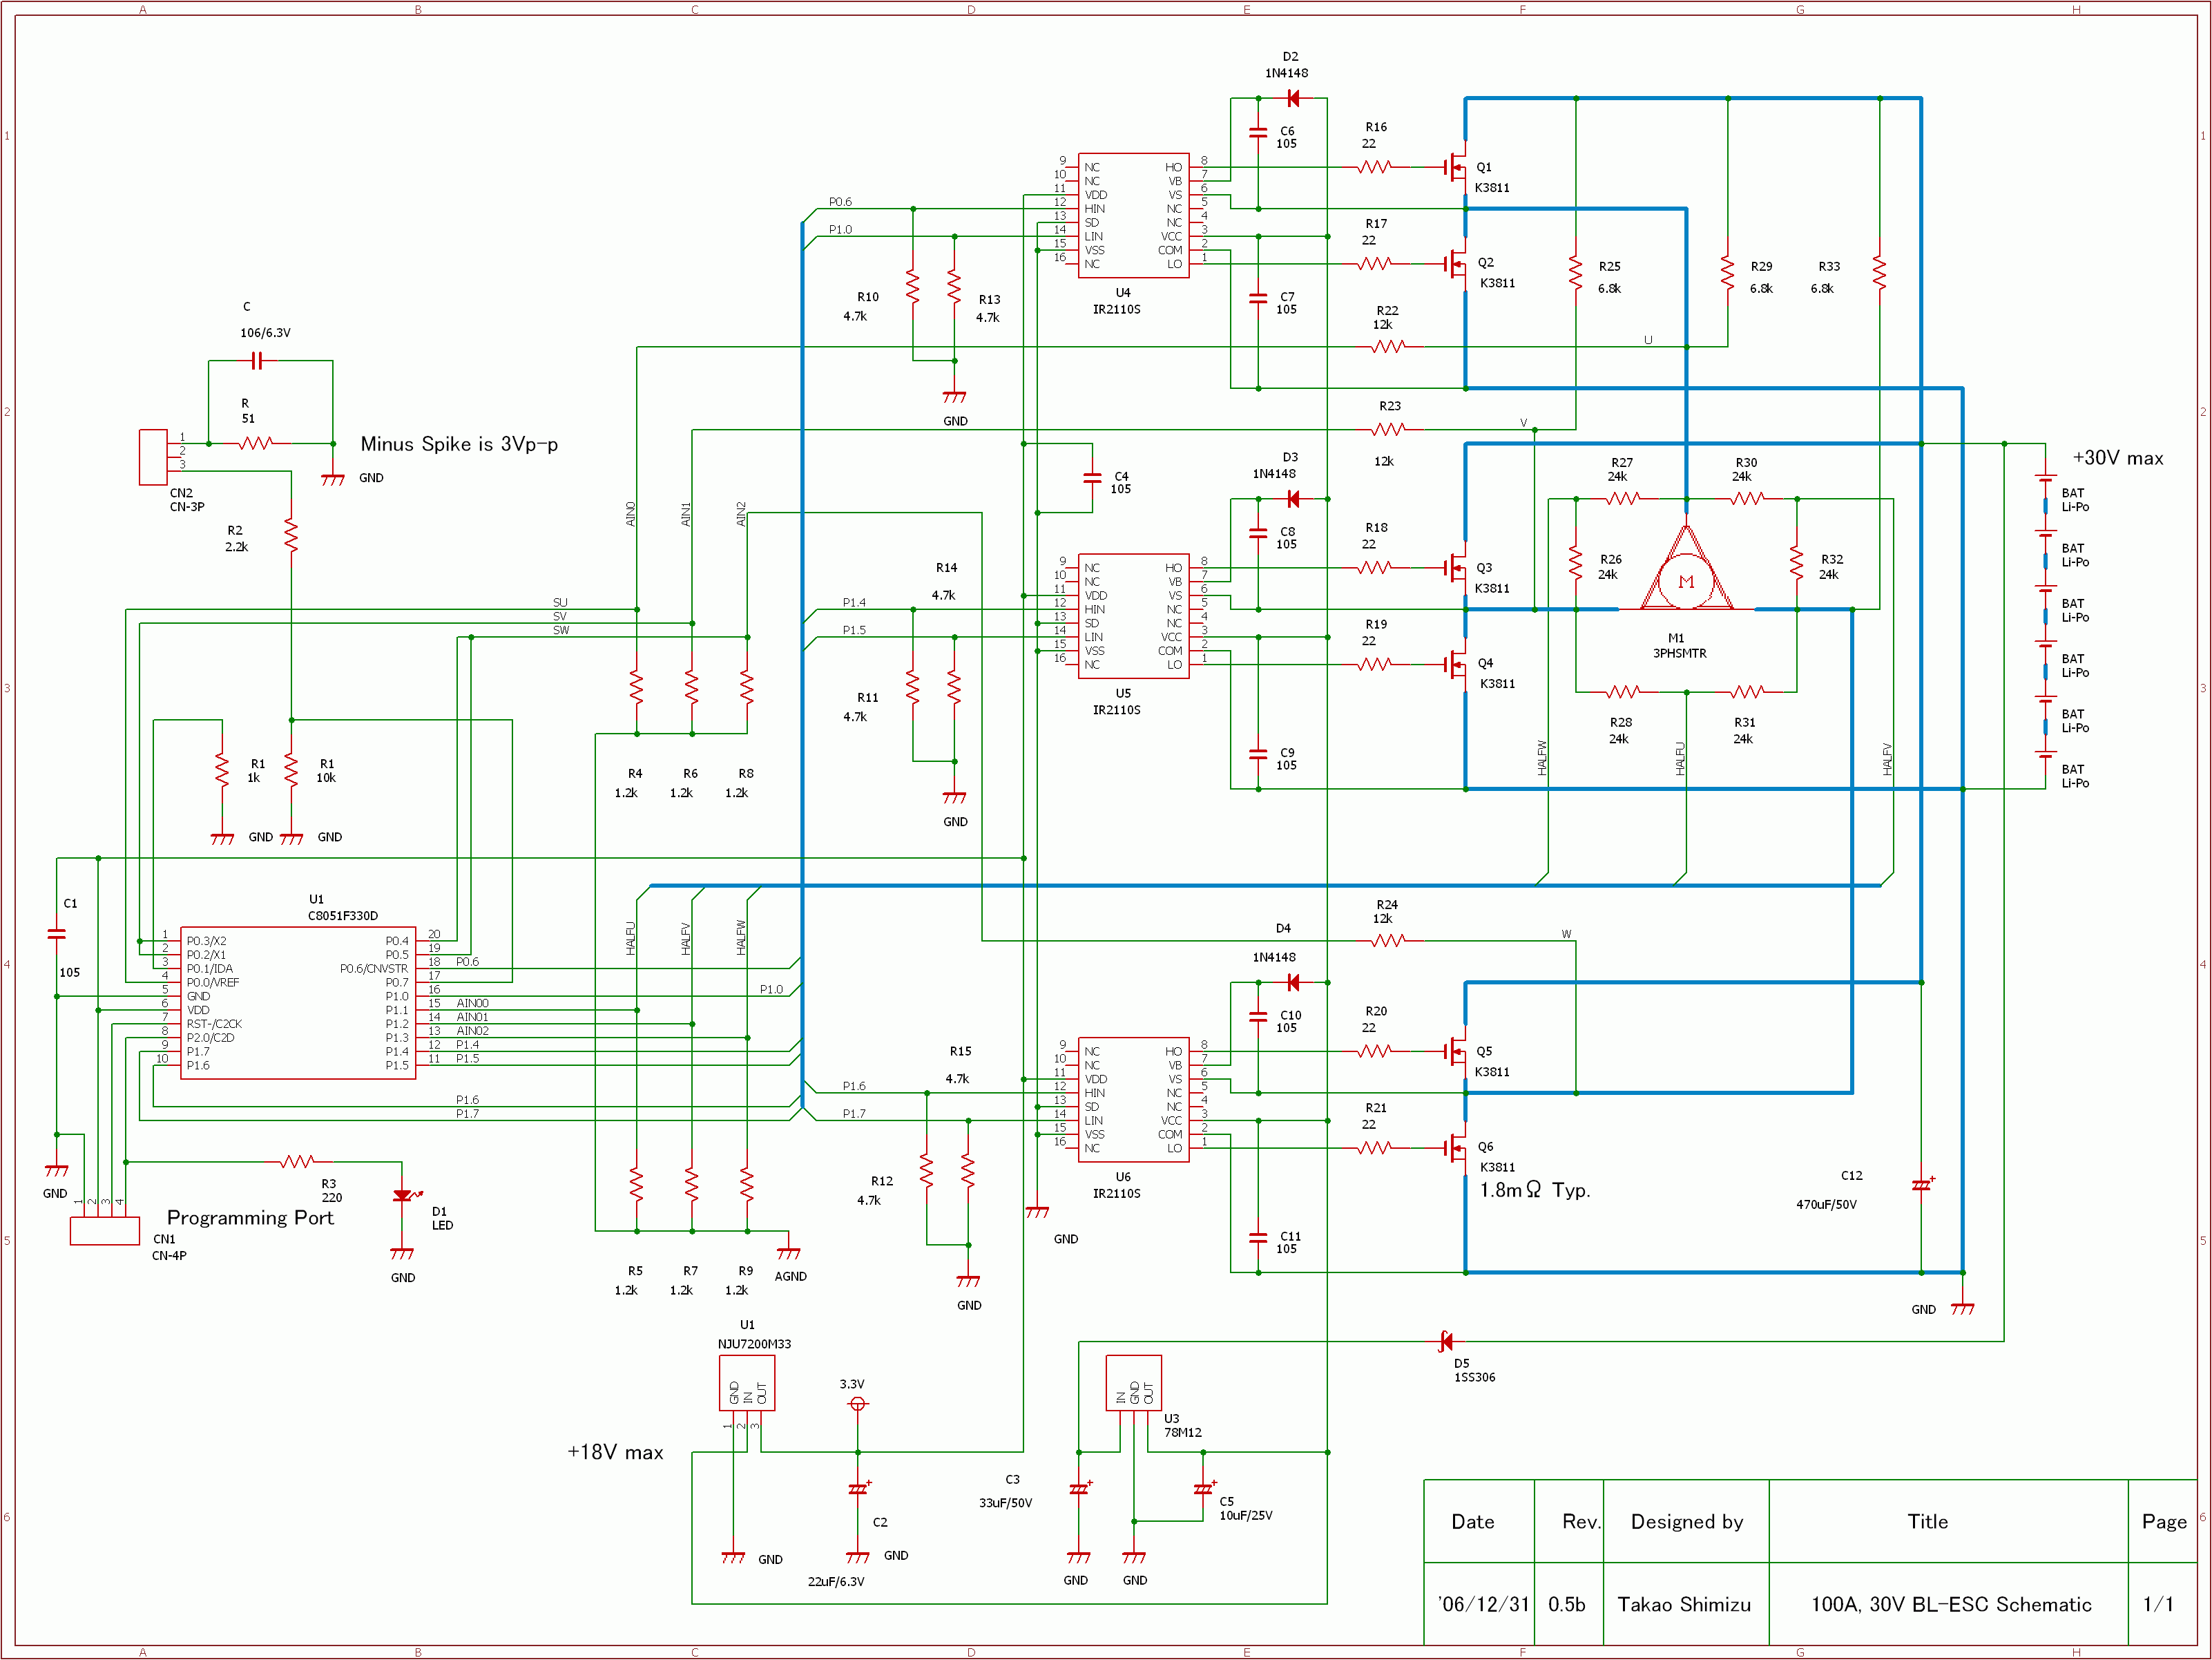 A B C D E F G H
1 1
2 2
3 3
4 4
5 5
6 6
D2
1N4148
C6
105
R16
22
Q1
K3811
9 NC HO 8
10 NC VB 7
11 VDD VS 6
12 HIN NC 5
13 SD NC 4
14 LIN VCC 3
15 VSS COM 2
16 NC LO 1
U4
IR2110S
P0.6
P1.0
R10
4.7k
R13
4.7k
GND
R17
22
Q2
K3811
C7
105
R22
12k
U
R25
6.8k
R29
6.8k
R33
6.8k
C
106/6.3V
R
51
1
2
3
CN2
CN-3P
Minus Spike is 3Vp-p
GND
R2
2.2k
AIN0
AIN1
AIN2
SU
SV
SW
R23
12k
V
C4
105
D3
1N4148
C8
105
R18
22
Q3
K3811
R14
4.7k
P1.4
P1.5
9 NC HO 8
10 NC VB 7
11 VDD VS 6
12 HIN NC 5
13 SD NC 4
14 LIN VCC 3
15 VSS COM 2
16 NC LO 1
U5
IR2110S
R11
4.7k
GND
R19
22
Q4
K3811
C9
105
R27
24k
R30
24k
R26
24k
R32
24k
M
M1
3PHSMTR
R28
24k
R31
24k
HALFW
HALFU
HALFV
+30V max
BAT
Li-Po
BAT
Li-Po
BAT
Li-Po
BAT
Li-Po
BAT
Li-Po
BAT
Li-Po
R1
1k
R1
10k
GND
GND
R4
1.2k
R6
1.2k
R8
1.2k
C1
105
U1
C8051F330D
1 P0.3/X2 P0.4 20
2 P0.2/X1 P0.5 19
3 P0.1/IDA P0.6/CNVSTR 18 P0.6
4 P0.0/VREF P0.7 17
5 GND P1.0 16 P1.0
6 VDD P1.1 15 AIN00
7 RST-/C2CK P1.2 14 AIN01
8 P2.0/C2D P1.3 13 AIN02
9 P1.7 P1.4 12 P1.4
10 P1.6 P1.5 11 P1.5
P1.6
P1.7
HALFU
HALFV
HALFW
R24
12k
W
D4
1N4148
C10
105
R20
22
Q5
K3811
R15
4.7k
P1.6
P1.7
9 NC HO 8
10 NC VB 7
11 VDD VS 6
12 HIN NC 5
13 SD NC 4
14 LIN VCC 3
15 VSS COM 2
16 NC LO 1
U6
IR2110S
R12
4.7k
GND
GND
R21
22
Q6
K3811
1.8mΩ Typ.
C11
105
C12
470uF/50V
+
GND
GND
1 2 3 4
CN1
CN-4P
Programming Port
R3
220
D1
LED
GND
R5
1.2k
R7
1.2k
R9
1.2k
AGND
U1
NJU7200M33
GND IN OUT
1 2 3
+18V max
GND
3.3V
+
C2
22uF/6.3V
GND
C3
33uF/50V
+
GND
IN GND OUT
U3
78M12
GND
+
C5
10uF/25V
D5
1SS306
Date Rev. Designed by Title Page
'06/12/31 0.5b Takao Shimizu 100A, 30V BL-ESC Schematic 1/1
A B C D E F G H